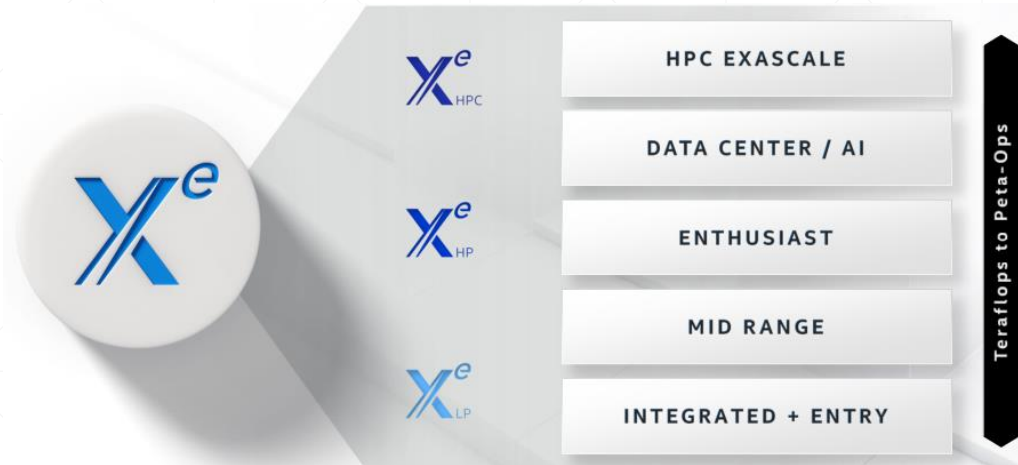 Xe
Xe HPC
HPC EXASCALE
DATA CENTER / AI
Xe HP
ENTHUSIAST
MID RANGE
Xe LP
INTEGRATED + ENTRY
Teraflops to Peta-Ops